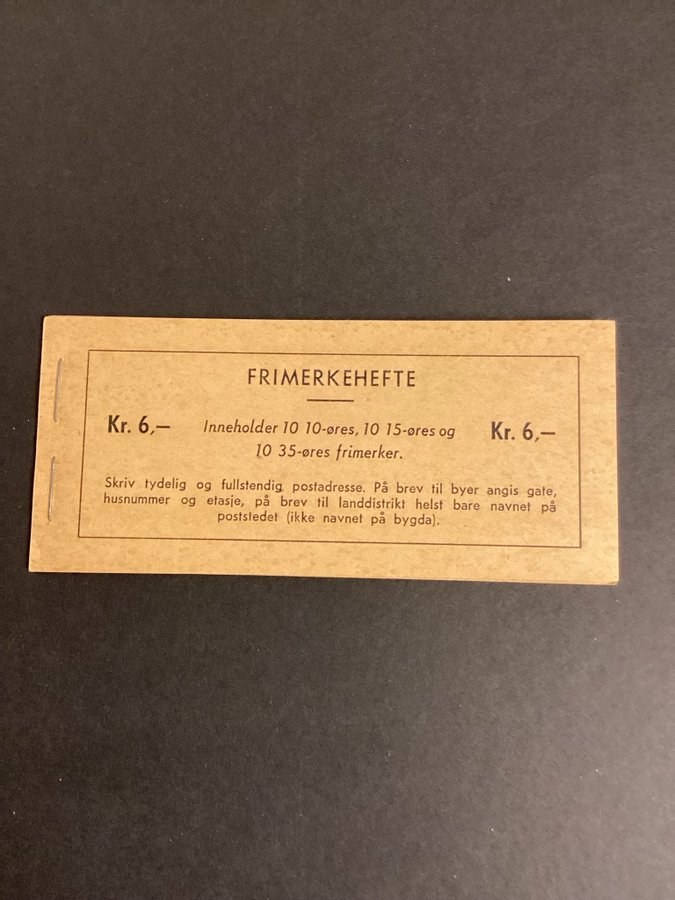 FRIMERKEHEFTE
Kr. 6,— Inneholder 10 10-øres, 10 15-øres og Kr. 6,—
10 35-øres frimerker.
Skriv tydelig og fullstendig postadresse. På brev til byer angis gate,
husnummer og etasje, på brev til landdistrikt helst bare navnet på
poststedet (ikke navnet på bygda).